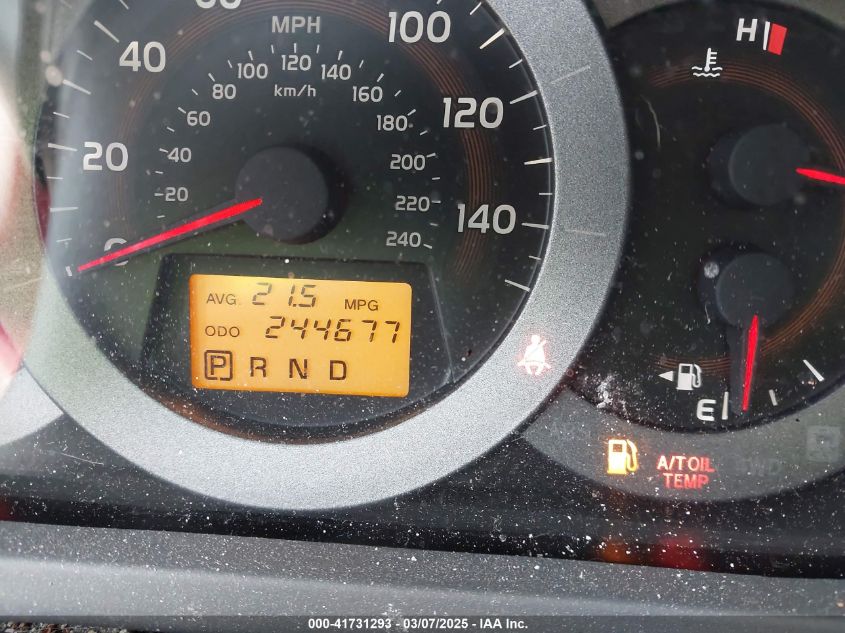 MPH
100
40
100 120 140
80 160
km/h
60 180
120
20
40 200
20 220
140
0 240
AVG 21.5 MPG
ODO 244677
P R N D
H
E
A/T OIL
TEMP
000-41731293 - 03/07/2025 - IAA Inc.